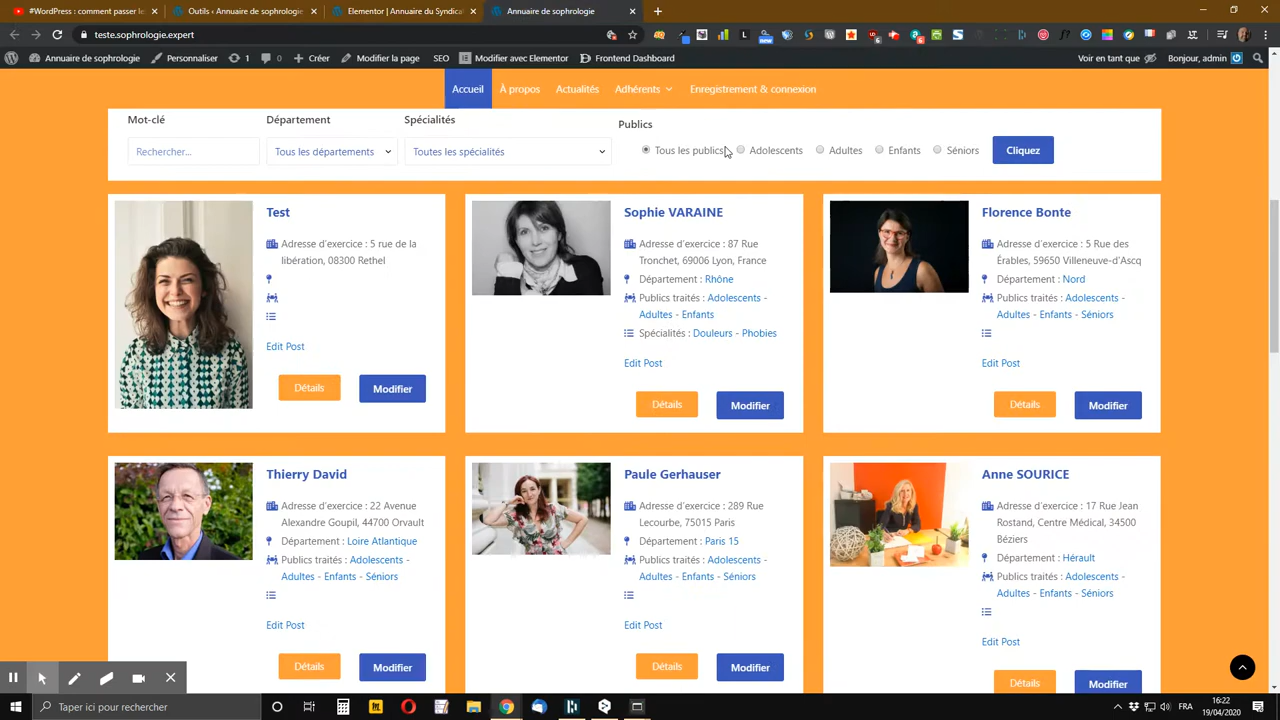 #WordPress : comment passer
Outils ‹ Annuaire de sophrologie
Elementor | Annuaire de Sophro
Annuaire de sophrologie
teste.sophrologie.expert
Annuaire de sophrologie
Personnaliser
1
0
Créer
Modifier la page
SEO
Modifier avec Elementor
Frontend Dashboard
Voir en tant que
Bonjour, admin
Accueil
À propos
Actualités
Adhérents
Enregistrement & connexion
Mot-clé
Département
Spécialités
Publics
Rechercher...
Tous les départements
Toutes les spécialités
Tous les publics
Adolescents
Adultes
Enfants
Séniors
Cliquez
Test
Adresse d'exercice : 5 rue de la
libération, 08300 Rethel
Edit Post
Détails
Modifier
Sophie VARAINE
Adresse d'exercice : 87 Rue
Tronchet, 69006 Lyon, France
Département : Rhône
Publics traités : Adolescents -
Adultes - Enfants
Spécialités : Douleurs - Phobies
Edit Post
Détails
Modifier
Florence Bonte
Adresse d'exercice : 5 Rue des
Érables, 59650 Villeneuve-d'Ascq
Département : Nord
Publics traités : Adolescents -
Adultes - Enfants - Séniors
Edit Post
Détails
Modifier
Thierry David
Adresse d'exercice : 22 Avenue
Alexandre Goupil, 44700 Orvault
Département : Loire Atlantique
Publics traités : Adolescents -
Adultes - Enfants - Séniors
Edit Post
Détails
Modifier
Paule Gerhauser
Adresse d'exercice : 289 Rue
Lecourbe, 75015 Paris
Département : Paris 15
Publics traités : Adolescents -
Adultes - Enfants - Séniors
Edit Post
Détails
Modifier
Anne SOURICE
Adresse d'exercice : 17 Rue Jean
Rostand, Centre Médical, 34500
Béziers
Département : Hérault
Publics traités : Adolescents -
Adultes - Enfants - Séniors
Edit Post
Détails
Modifier
Taper ici pour rechercher
FRA
16:22
19/04/2020